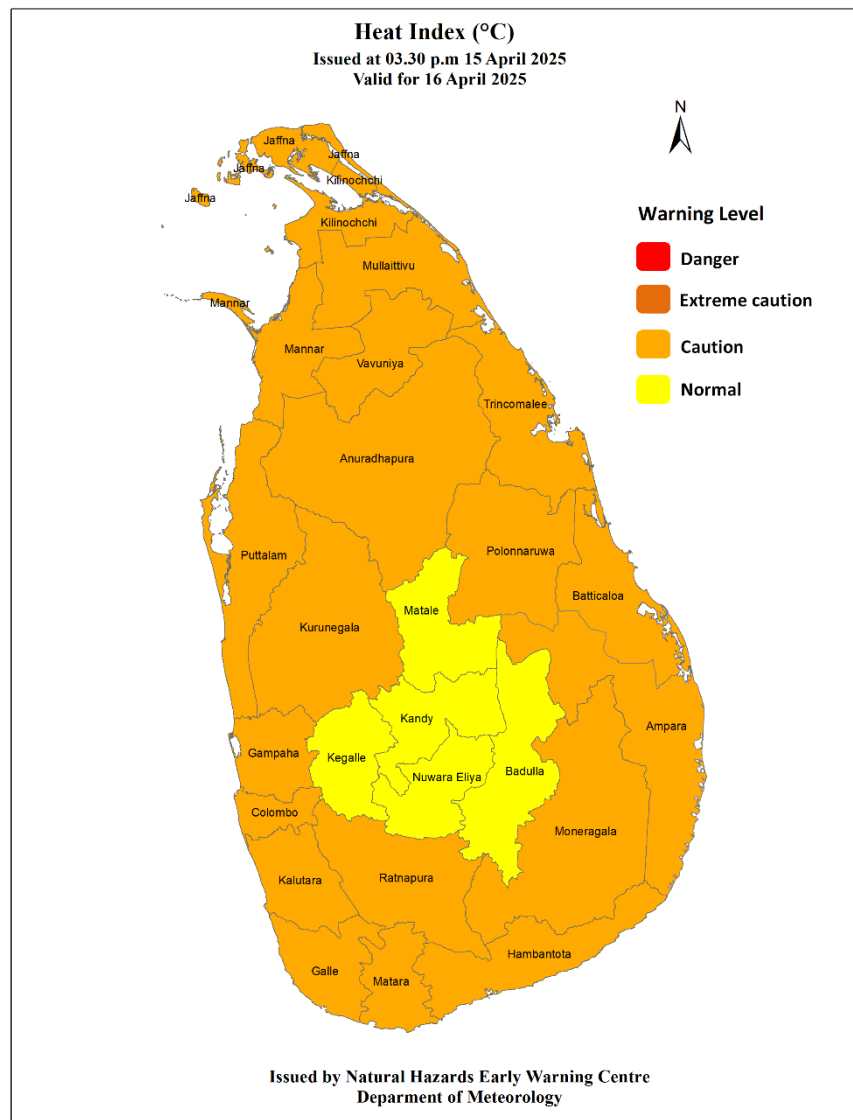 Heat Index (°C)
Issued at 03.30 p.m 15 April 2025
Valid for 16 April 2025
N
Jaffna
Jaffna
Jaffna
Kilinochchi
Jaffna
Kilinochchi
Mullaittivu
Mannar
Mannar
Vavuniya
Trincomalee
Anuradhapura
Puttalam
Polonnaruwa
Batticaloa
Matale
Kurunegala
Kandy
Ampara
Gampaha
Kegalle
Nuwara Eliya
Badulla
Colombo
Moneragala
Kalutara
Ratnapura
Hambantota
Galle
Matara
Warning Level
Danger
Extreme caution
Caution
Normal
Issued by Natural Hazards Early Warning Centre
Deparment of Meteorology